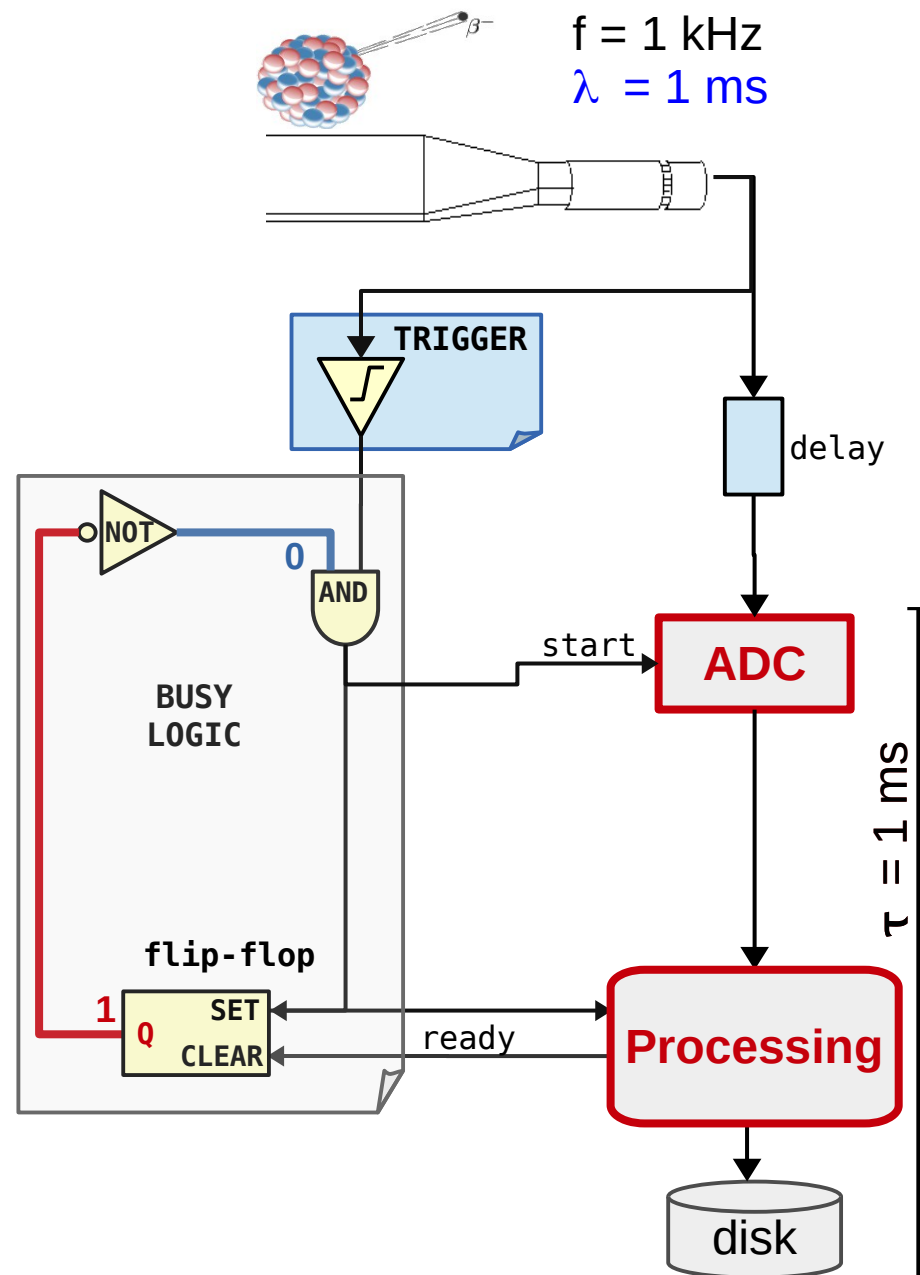 β⁻
f = 1 kHz
λ = 1 ms
TRIGGER
delay
NOT
0
AND
start
ADC
BUSY
LOGIC
τ = 1 ms
flip-flop
1
Q
SET
CLEAR
ready
Processing
disk